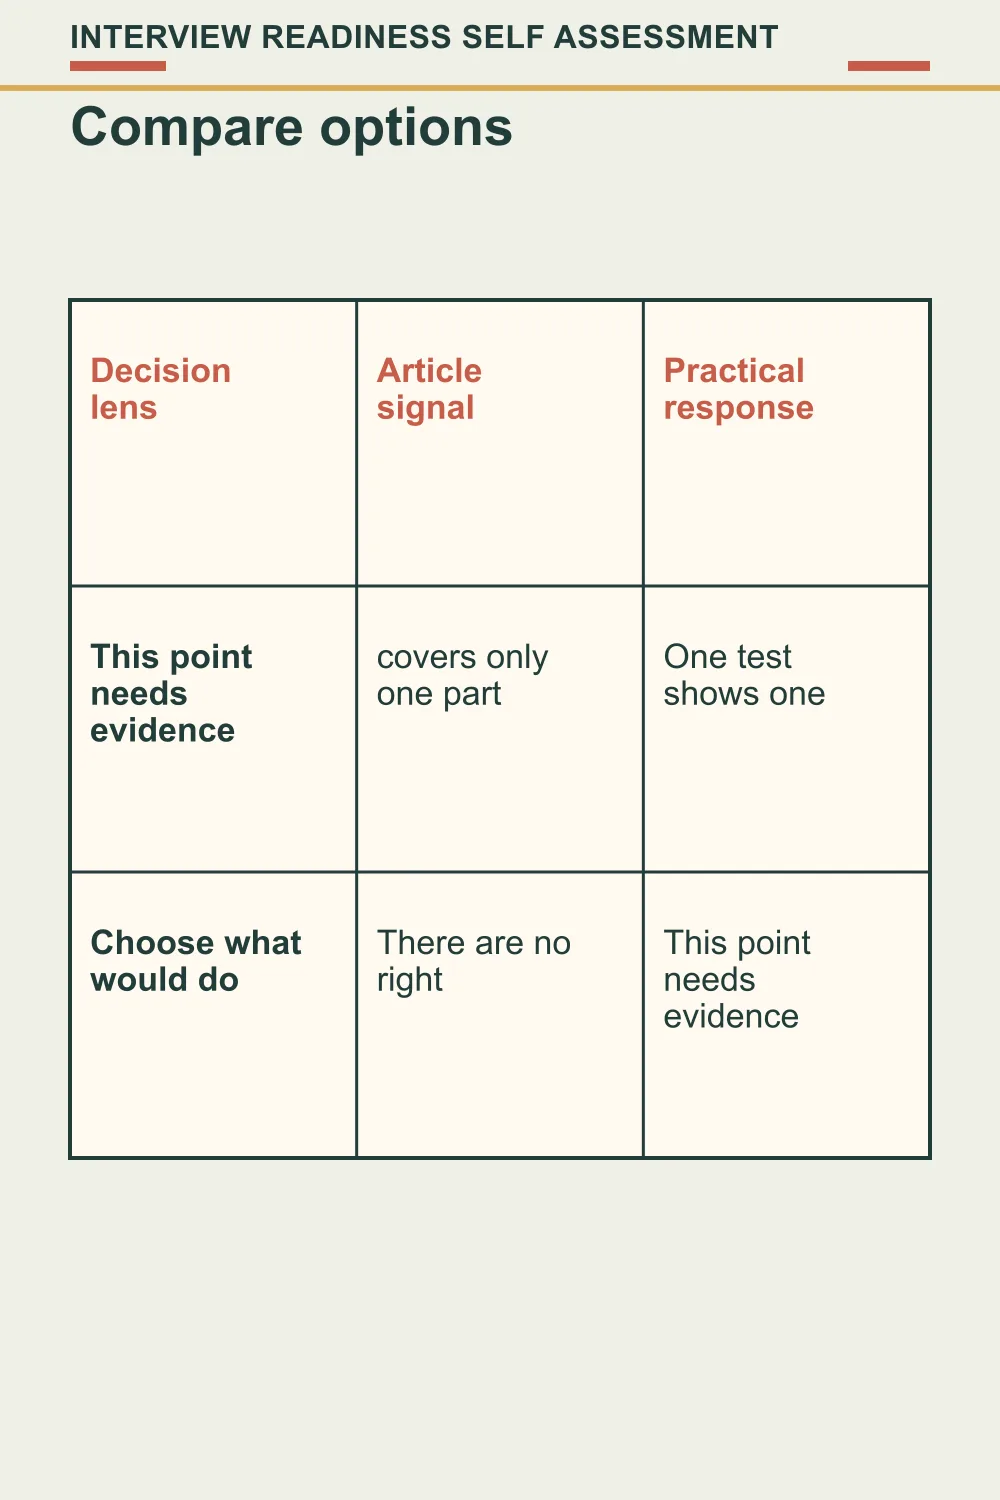 INTERVIEW READINESS SELF ASSESSMENT
Compare options
Decision
lens
Article
signal
Practical
response
This point
needs
evidence
covers only
one part
One test
shows one
Choose what
would do
There are no
right
This point
needs
evidence